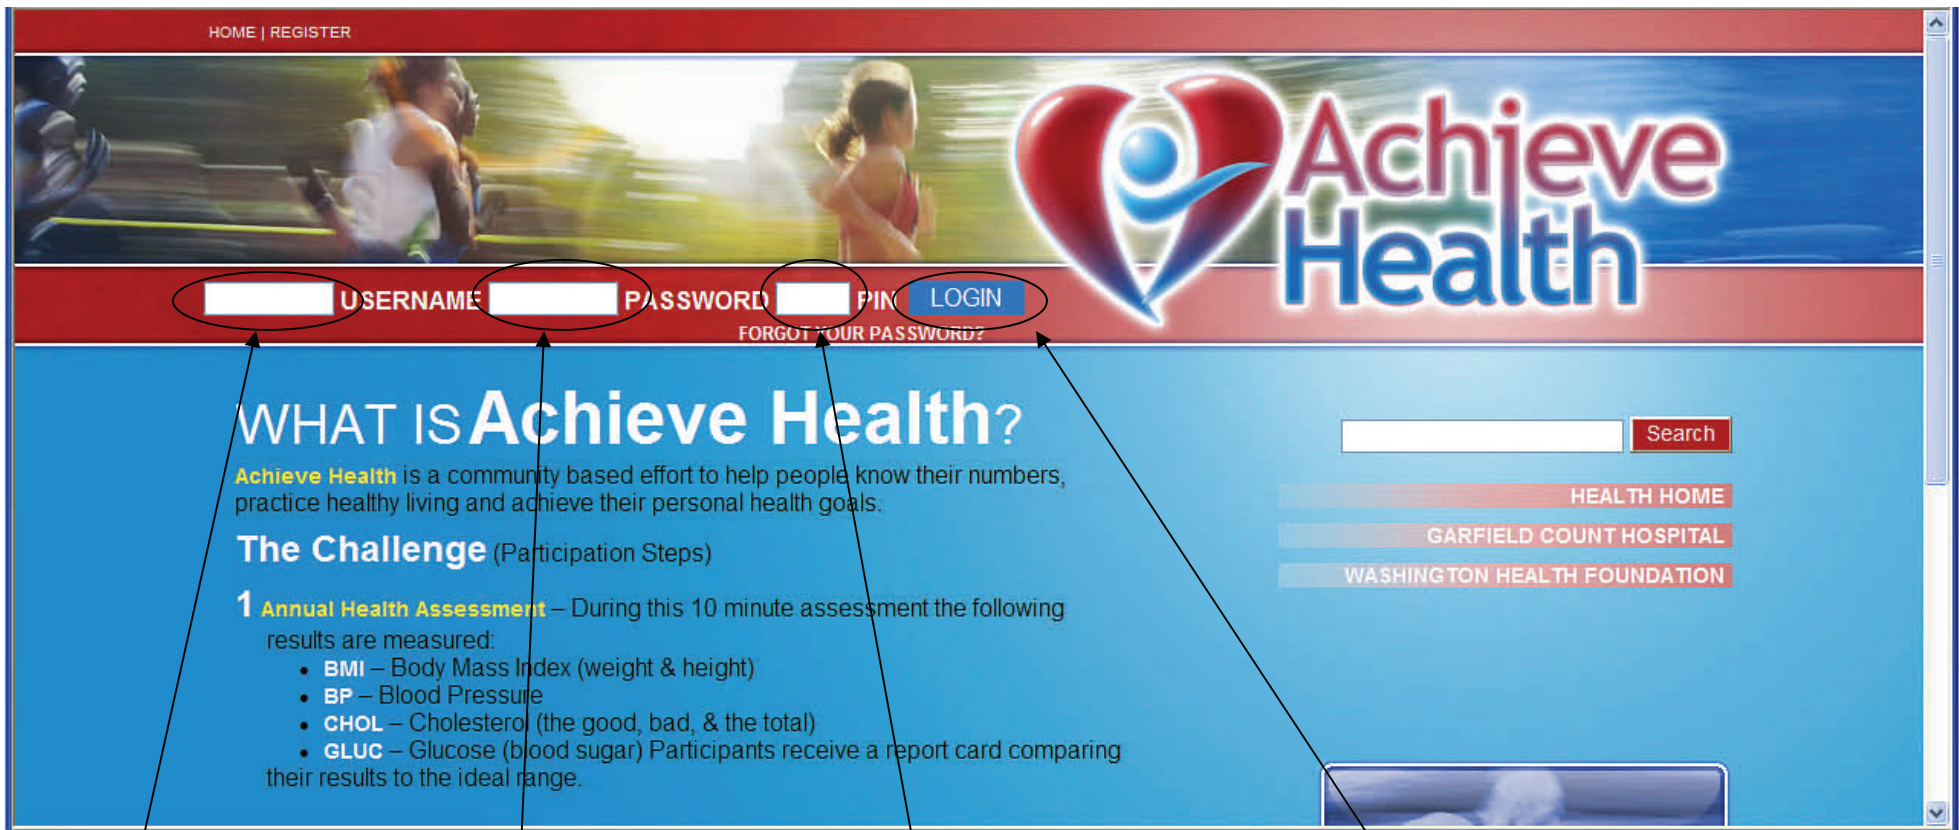 HOME | REGISTER
Achieve
Health
USERNAME PASSWORD PIN LOGIN
FORGOT YOUR PASSWORD?
WHAT IS Achieve Health?
Achieve Health is a community based effort to help people know their numbers,
practice healthy living and achieve their personal health goals.
The Challenge (Participation Steps)
1 Annual Health Assessment – During this 10 minute assessment the following
results are measured:
• BMI – Body Mass Index (weight & height)
• BP – Blood Pressure
• CHOL – Cholesterol (the good, bad, & the total)
• GLUC – Glucose (blood sugar) Participants receive a report card comparing
their results to the ideal range.
Search
HEALTH HOME
GARFIELD COUNT HOSPITAL
WASHINGTON HEALTH FOUNDATION